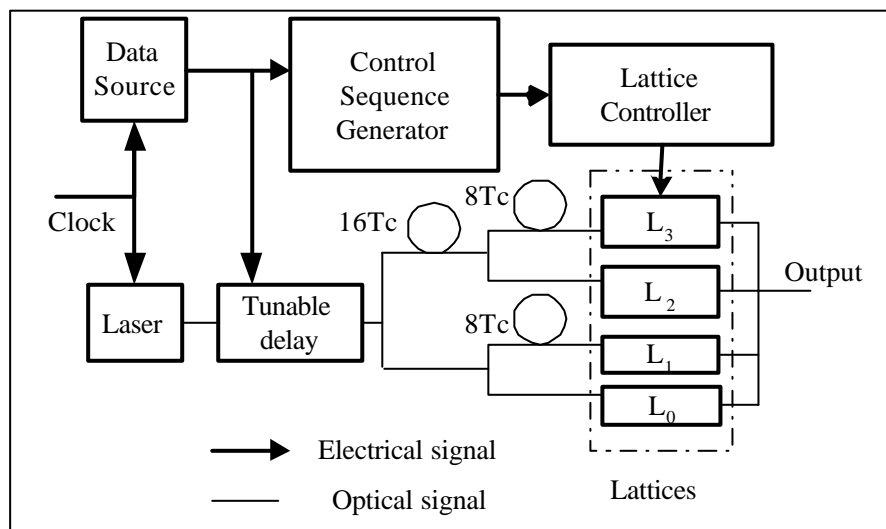 Data
Source
Control
Sequence
Generator
Lattice
Controller
Clock
16Tc
8Tc
8Tc
L3
L2
L1
L0
Output
Laser
Tunable
delay
Electrical signal
Optical signal
Lattices